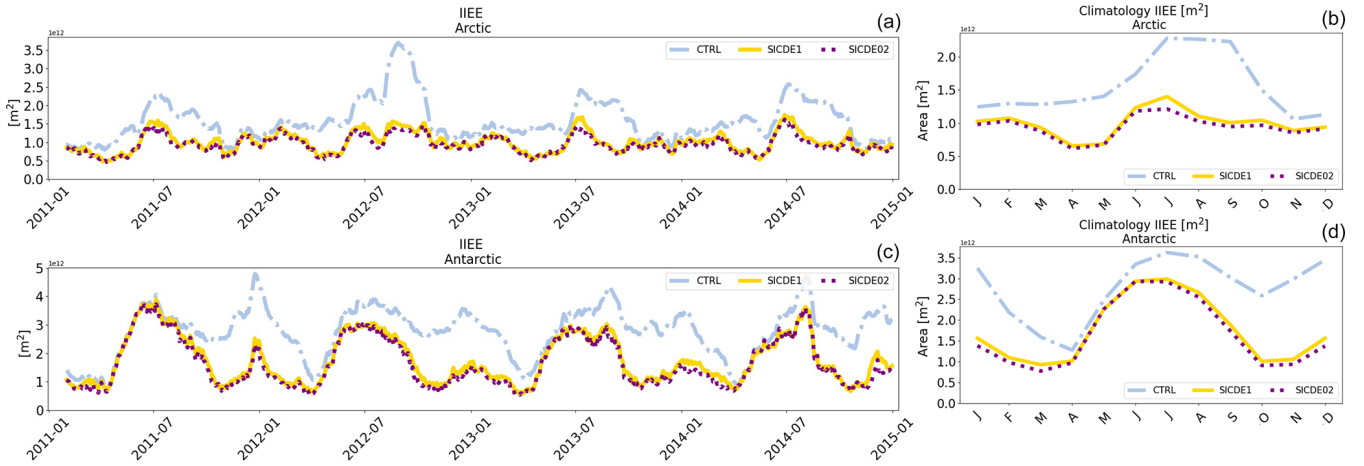 IIEE
Arctic
(a)
1e12
[m²]
3.5
3.0
2.5
2.0
1.5
1.0
0.5
0.0
CTRL SICDE1 SICDE02
2011-01 2011-07 2012-01 2012-07 2013-01 2013-07 2014-01 2014-07 2015-01
Climatology IIEE [m²]
Arctic
(b)
1e12
Area [m²]
2.0
1.5
1.0
0.5
0.0
CTRL SICDE1 SICDE02
J F M A M J J A S O N D
IIEE
Antarctic
(c)
1e12
[m²]
5
4
3
2
1
0
CTRL SICDE1 SICDE02
2011-01 2011-07 2012-01 2012-07 2013-01 2013-07 2014-01 2014-07 2015-01
Climatology IIEE [m²]
Antarctic
(d)
1e12
Area [m²]
3.5
3.0
2.5
2.0
1.5
1.0
0.5
0.0
CTRL SICDE1 SICDE02
J F M A M J J A S O N D